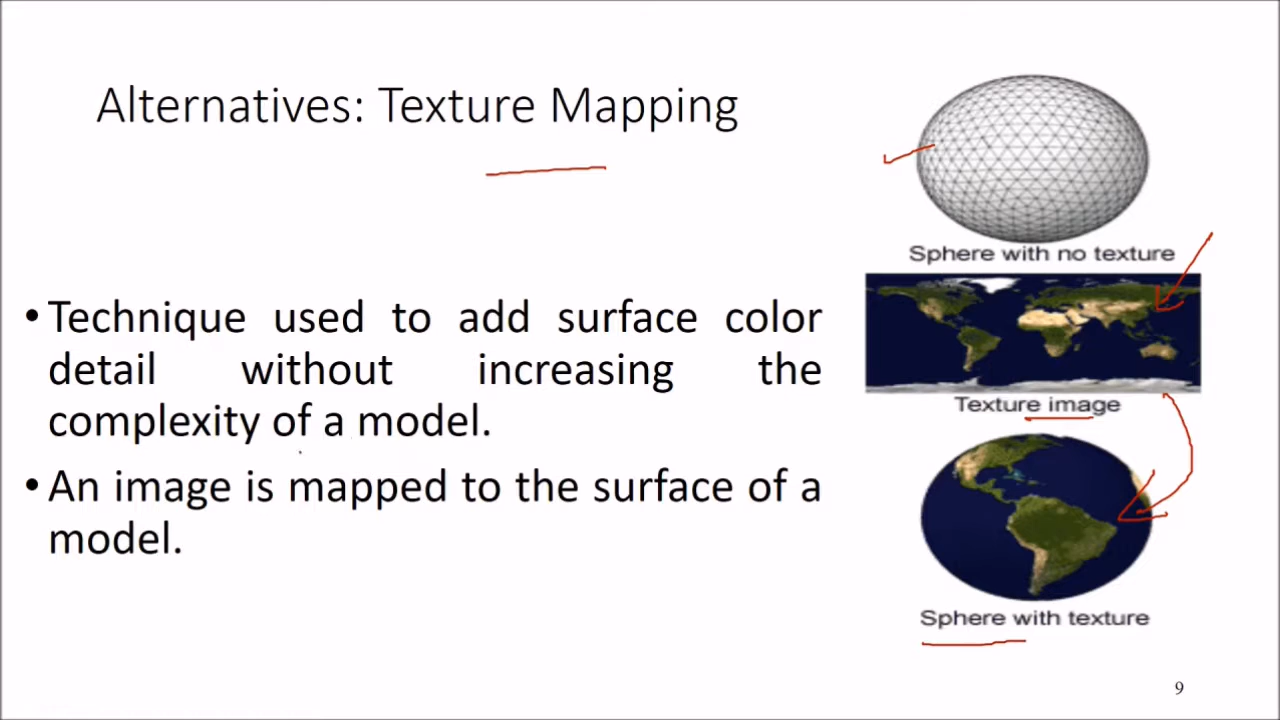 Alternatives: Texture Mapping
• Technique used to add surface color
detail without increasing the
complexity of a model.
• An image is mapped to the surface of a
model.
Sphere with no texture
Texture image
Sphere with texture
9